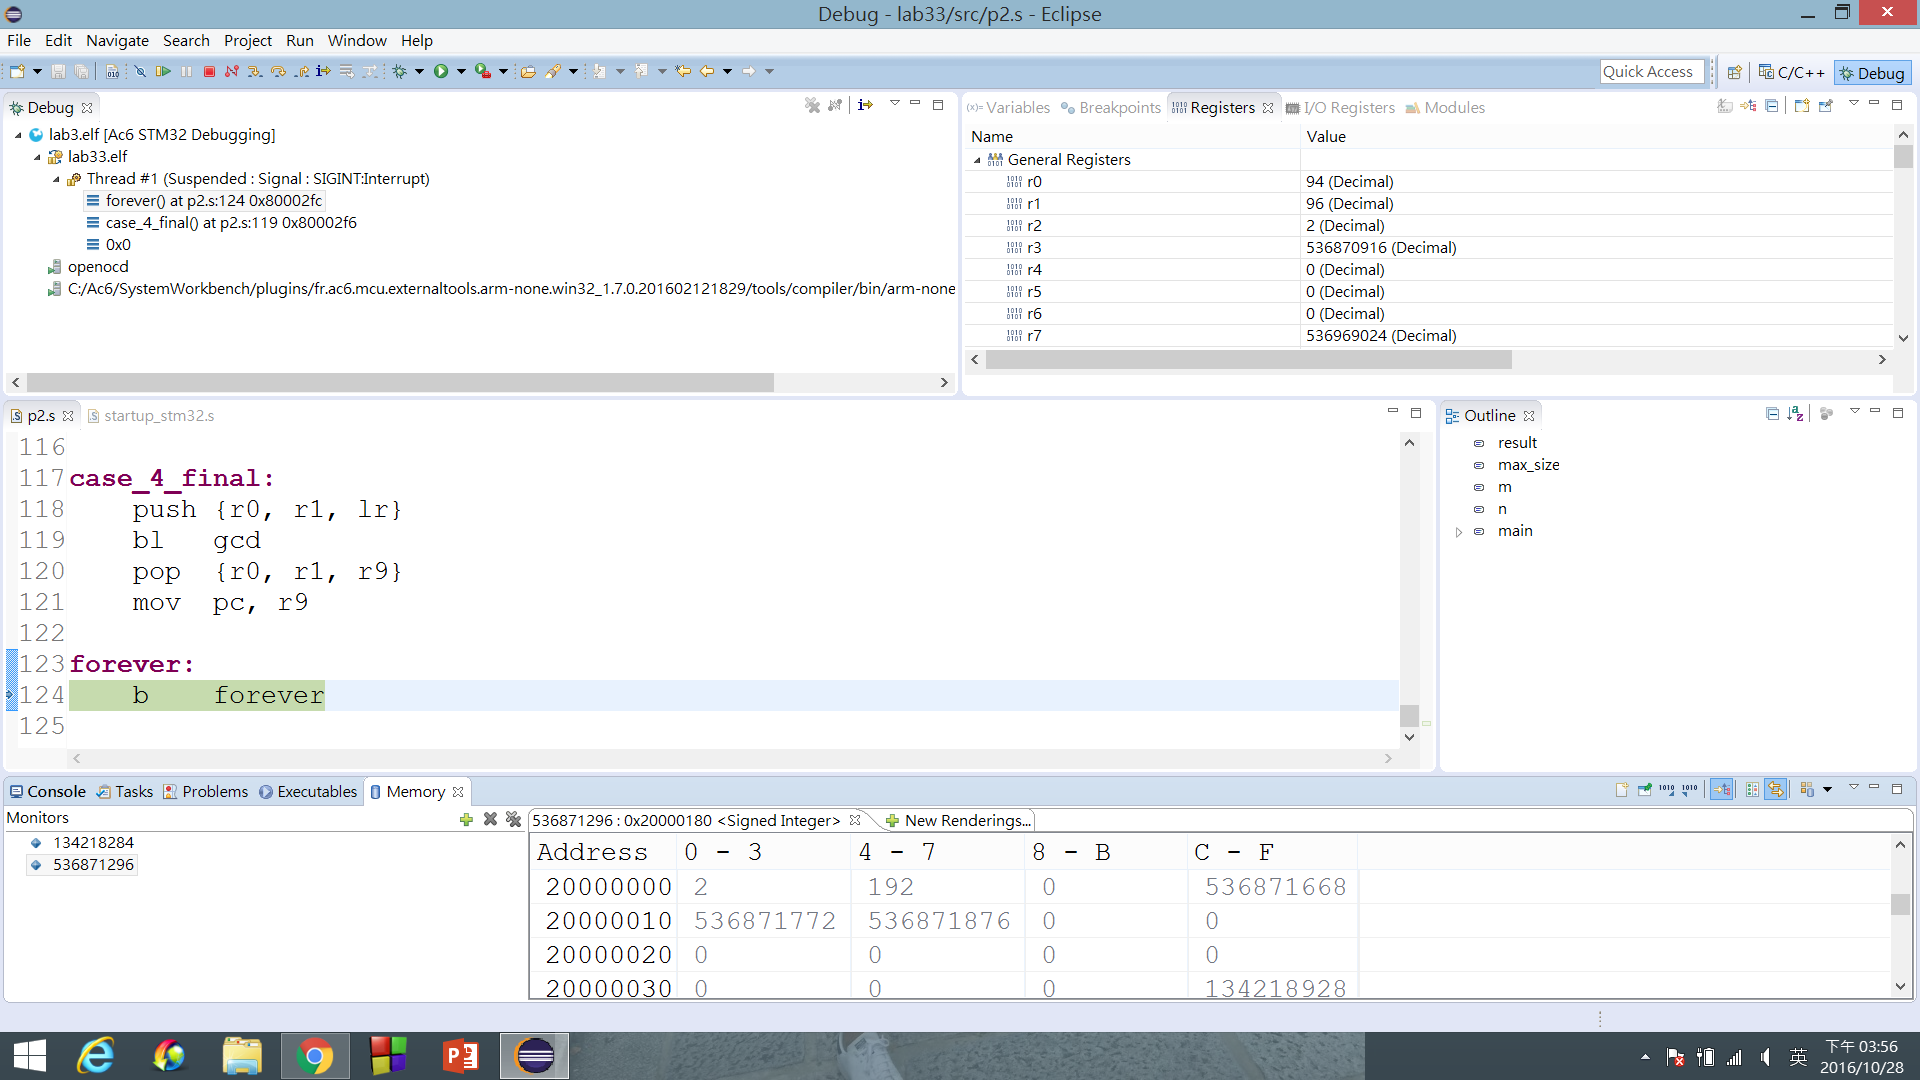 Debug - lab33/src/p2.s - Eclipse
File Edit Navigate Search Project Run Window Help
Quick Access
C/C++
Debug
Debug
lab3.elf [Ac6 STM32 Debugging]
lab33.elf
Thread #1 (Suspended : Signal : SIGINT:Interrupt)
forever() at p2.s:124 0x80002fc
case_4_final() at p2.s:119 0x80002f6
0x0
openocd
C:/Ac6/SystemWorkbench/plugins/fr.ac6.mcu.externaltools.arm-none.win32_1.7.0.201602121829/tools/compiler/bin/arm-none
(x)= Variables Breakpoints Registers I/O Registers Modules
Name Value
General Registers
r0 94 (Decimal)
r1 96 (Decimal)
r2 2 (Decimal)
r3 536870916 (Decimal)
r4 0 (Decimal)
r5 0 (Decimal)
r6 0 (Decimal)
r7 536969024 (Decimal)
p2.s startup_stm32.s
116
117 case_4_final:
118 push {r0, r1, lr}
119 bl gcd
120 pop {r0, r1, r9}
121 mov pc, r9
122
123 forever:
124 b forever
125
Outline
result
max_size
m
n
main
Console Tasks Problems Executables Memory
Monitors
134218284
536871296
536871296 : 0x20000180 <Signed Integer> New Renderings...
Address 0 - 3 4 - 7 8 - B C - F
20000000 2 192 0 536871668
20000010 536871772 536871876 0 0
20000020 0 0 0 0
20000030 0 0 0 134218928
英
下午 03:56
2016/10/28